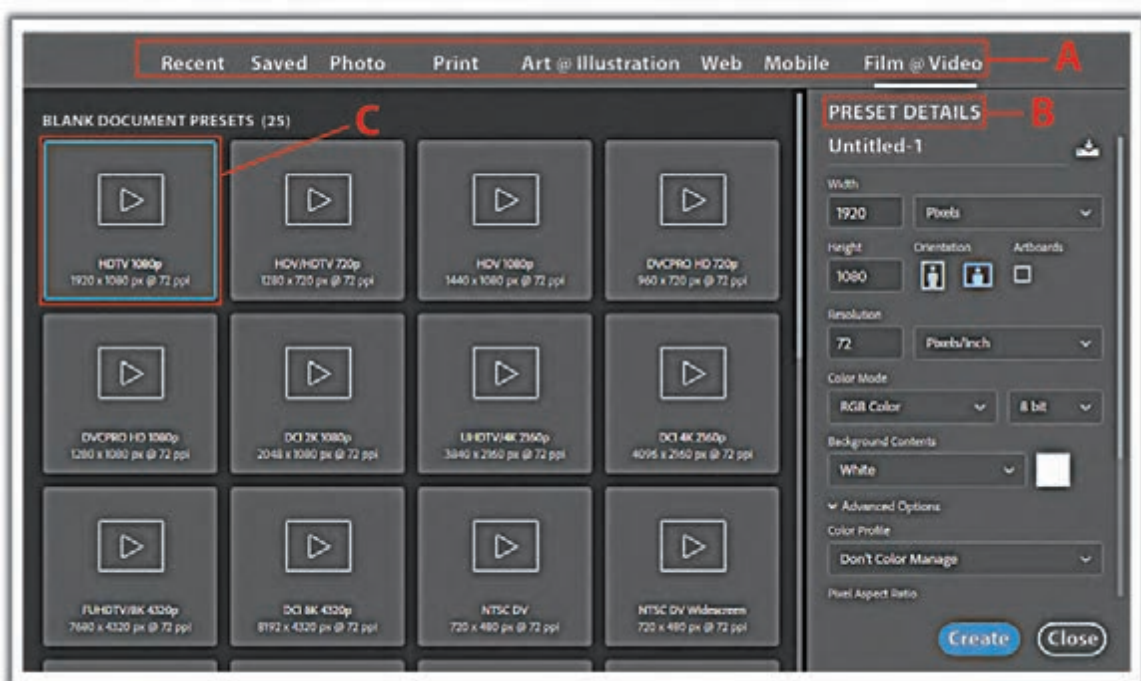 Recent Saved Photo Print Art @ Illustration Web Mobile Film @ Video A
BLANK DOCUMENT PRESETS (25) C
HDTV 1080p
1920 x 1080 px @ 72 ppi
HDV/HDTV 720p
1280 x 720 px @ 72 ppi
HDV 1080p
1440 x 1080 px @ 72 ppi
DVCPRO HD 720p
960 x 720 px @ 72 ppi
DVCPRO HD 1080p
1280 x 1080 px @ 72 ppi
DCI 2K 1080p
2048 x 1080 px @ 72 ppi
UHDTV/4K 2160p
3840 x 2160 px @ 72 ppi
DCI 4K 2160p
4096 x 2160 px @ 72 ppi
FUHDTV/8K 4320p
7680 x 4320 px @ 72 ppi
DCI 8K 4320p
8192 x 4320 px @ 72 ppi
NTSC DV
720 x 480 px @ 72 ppi
NTSC DV Widescreen
720 x 480 px @ 72 ppi
PRESET DETAILS B
Untitled-1
Width
1920 Pixels
Height Orientation Artboards
1080
Resolution
72 Pixels/Inch
Color Mode
RGB Color 8 bit
Background Contents
White
Advanced Options
Color Profile
Don't Color Manage
Pixel Aspect Ratio
Create Close